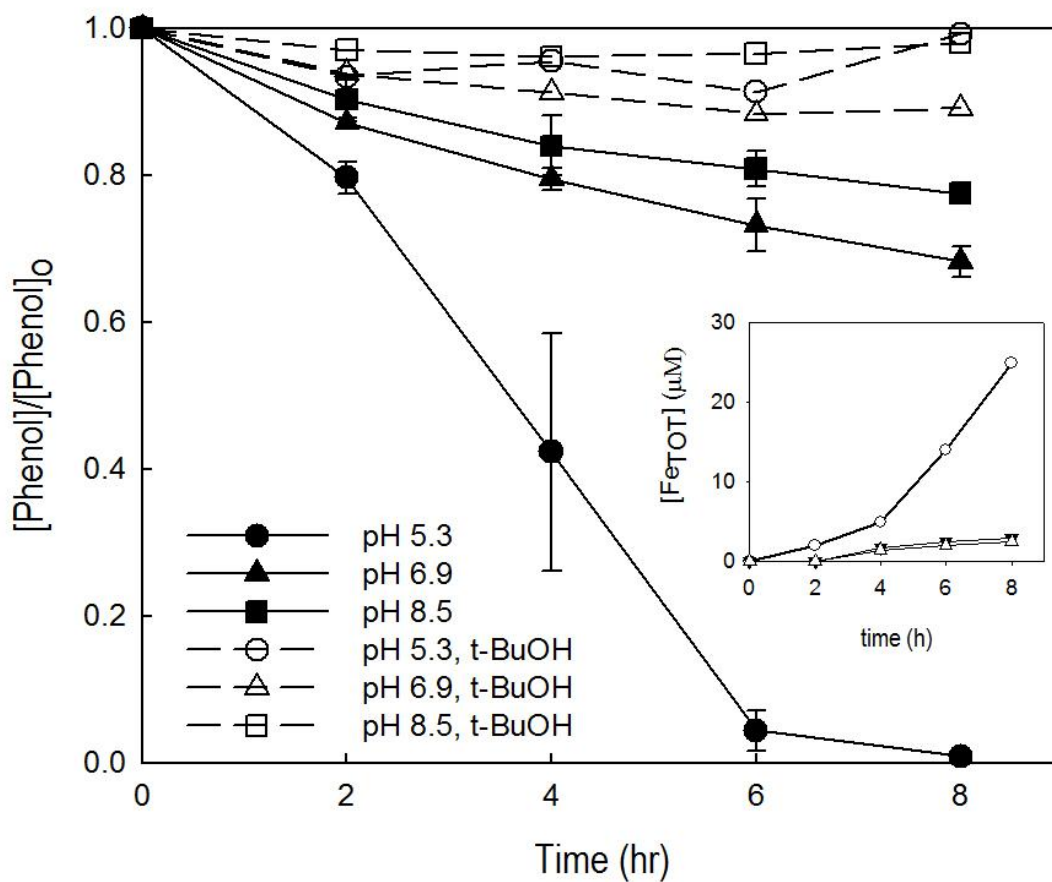 1.0
0.8
0.6
0.4
0.2
0.0
[Phenol]/[Phenol]O
0
2
4
6
8
Time (hr)
pH 5.3
pH 6.9
pH 8.5
pH 5.3, t-BuOH
pH 6.9, t-BuOH
pH 8.5, t-BuOH
30
20
10
0
[FeTOT] (μM)
0
2
4
6
8
time (h)